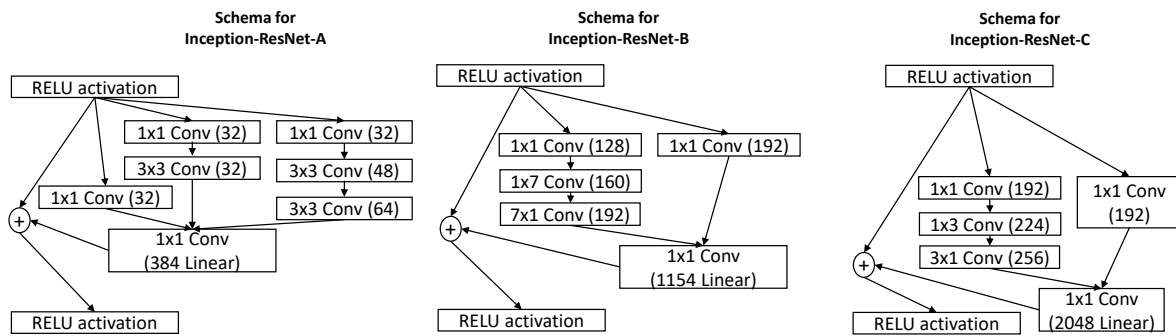 Schema for
Inception-ResNet-A
RELU activation
1x1 Conv (32)
1x1 Conv (32)
3x3 Conv (32)
3x3 Conv (48)
1x1 Conv (32)
3x3 Conv (64)
+
1x1 Conv
(384 Linear)
RELU activation
Schema for
Inception-ResNet-B
RELU activation
1x1 Conv (128)
1x1 Conv (192)
1x7 Conv (160)
7x1 Conv (192)
+
1x1 Conv
(1154 Linear)
RELU activation
Schema for
Inception-ResNet-C
RELU activation
1x1 Conv (192)
1x1 Conv
(192)
1x3 Conv (224)
3x1 Conv (256)
+
1x1 Conv
(2048 Linear)
RELU activation